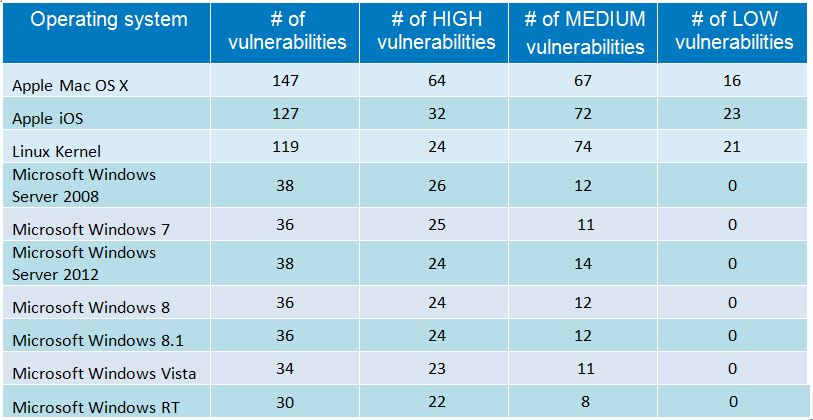 Operating system # of vulnerabilities # of HIGH vulnerabilities # of MEDIUM vulnerabilities # of LOW vulnerabilities
Apple Mac OS X 147 64 67 16
Apple iOS 127 32 72 23
Linux Kernel 119 24 74 21
Microsoft Windows Server 2008 38 26 12 0
Microsoft Windows 7 36 25 11 0
Microsoft Windows Server 2012 38 24 14 0
Microsoft Windows 8 36 24 12 0
Microsoft Windows 8.1 36 24 12 0
Microsoft Windows Vista 34 23 11 0
Microsoft Windows RT 30 22 8 0